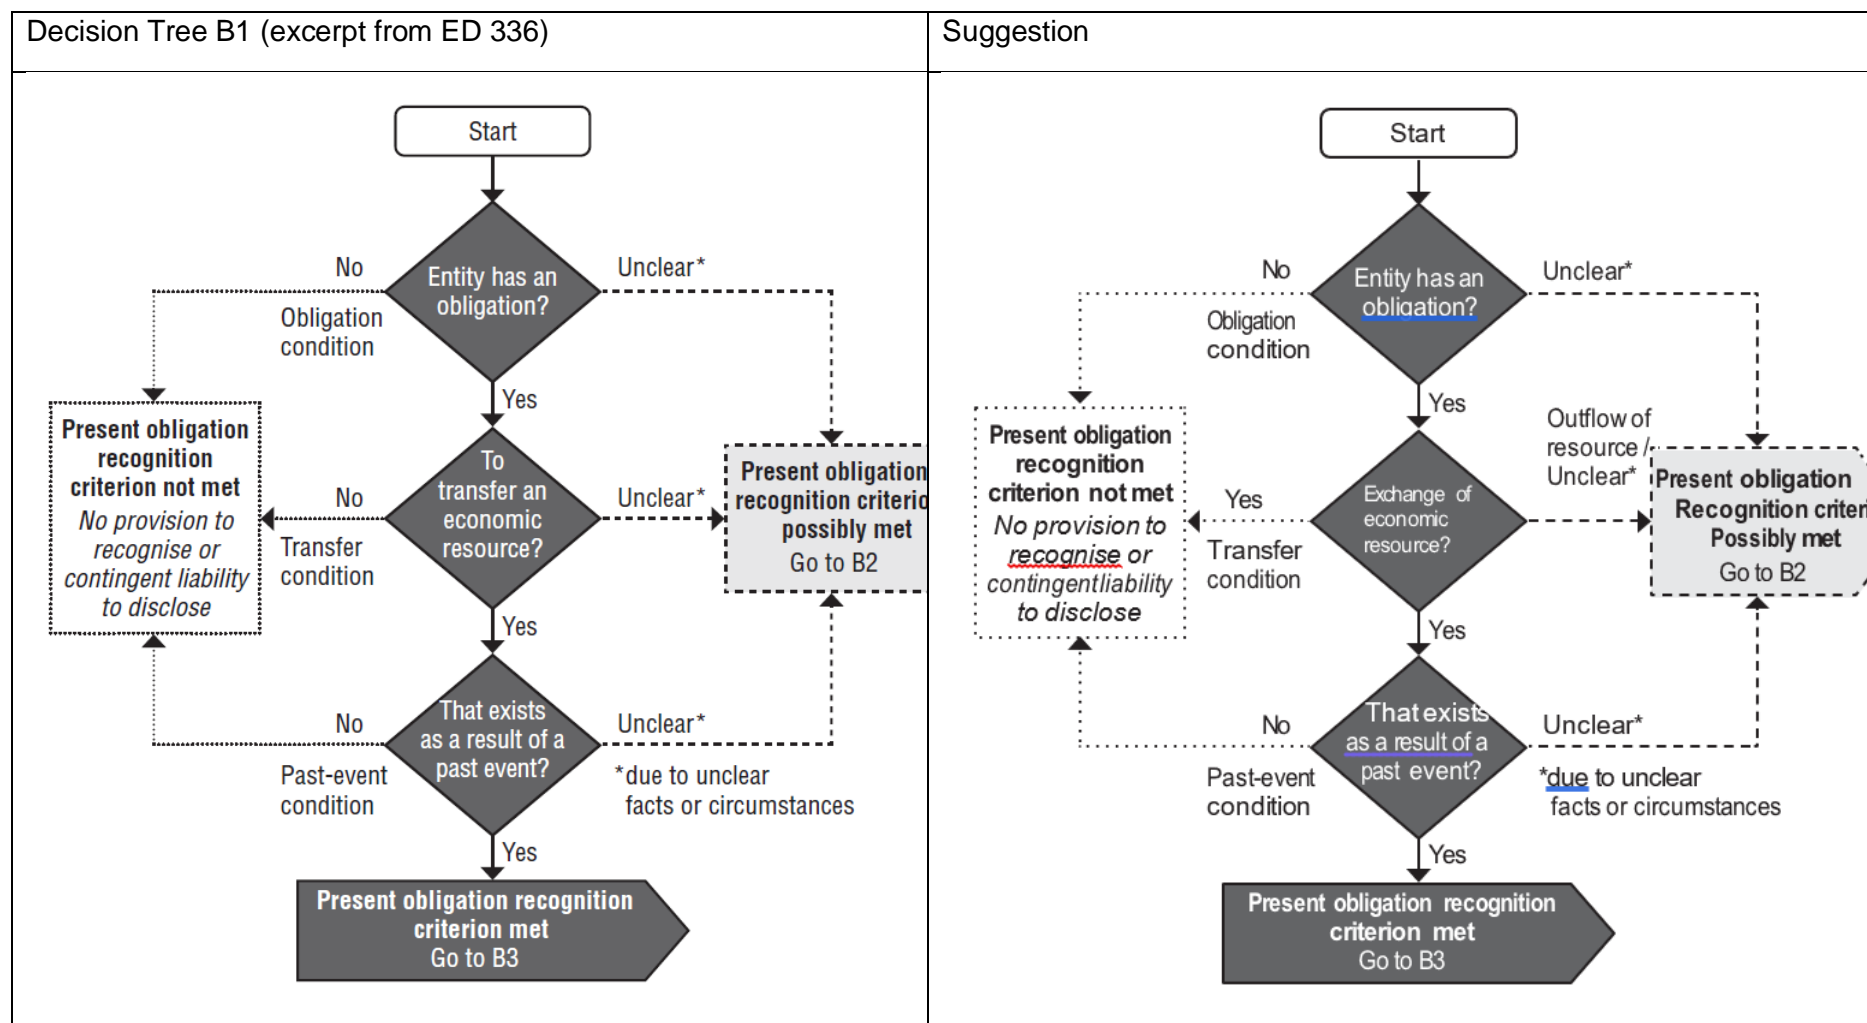 Decision Tree B1 (excerpt from ED 336)
Start
Entity has an
obligation?
No
Unclear*
Obligation
condition
Yes
Present obligation
recognition
criterion not met
No provision to
recognise or
contingent liability
to disclose
To
transfer an
economic
resource?
No
Unclear*
Transfer
condition
Present obligation
recognition
possibly met
Go to B2
Yes
That exists
as a result of a
past event?
No
Unclear*
Past-event
condition
*due to unclear
facts or circumstances
Yes
Present obligation recognition
criterion met
Go to B3
Suggestion
Start
Entity has an
obligation?
No
Unclear*
Obligation
condition
Yes
Present obligation
recognition
criterion not met
No provision to
recognise or
contingent liability
to disclose
Exchange of
economic
resource?
Yes
Outflow of
resource /
Unclear*
Transfer
condition
Present obligation
Recognition
Possibly met
Go to B2
Yes
That exists
as a result of a
past event?
No
Unclear*
Past-event
condition
*due to unclear
facts or circumstances
Yes
Present obligation recognition
criterion met
Go to B3